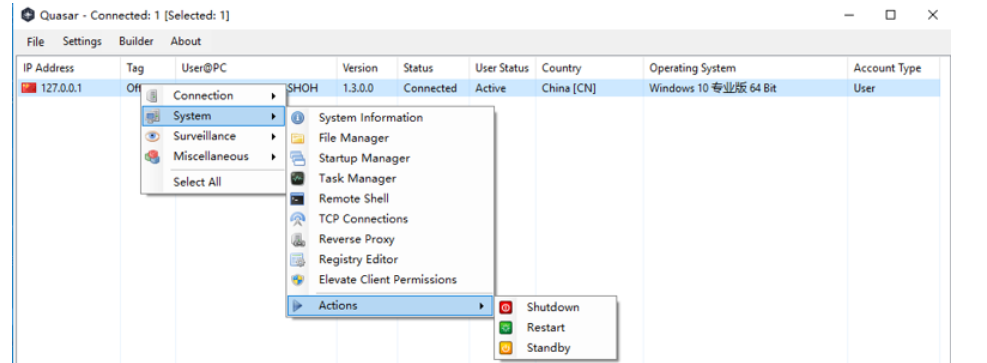 Quasar - Connected: 1 [Selected: 1]
File Settings Builder About
IP Address Tag User@PC Version Status User Status Country Operating System Account Type
127.0.0.1 SHOH 1.3.0.0 Connected Active China [CN] Windows 10 专业版 64 Bit User
Connection
System
Surveillance
Miscellaneous
Select All
System Information
File Manager
Startup Manager
Task Manager
Remote Shell
TCP Connections
Reverse Proxy
Registry Editor
Elevate Client Permissions
Actions
Shutdown
Restart
Standby